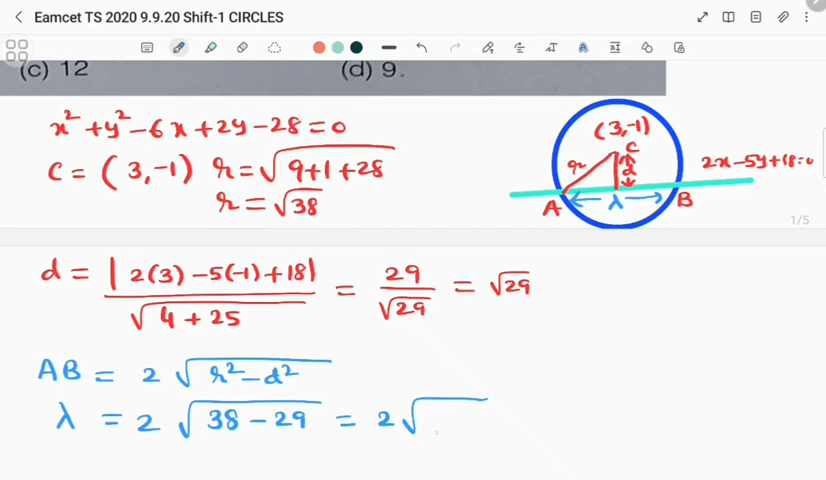 Eamcet TS 2020 9.9.20 Shift-1 CIRCLES
(c) 12 (d) 9.
x² + y² - 6x + 2y - 28 = 0
C = (3, -1) r = √(9+1+28)
r = √38
(3,-1)
C
r
d
2x-5y+18=0
A λ B
1/5
d = |2(3) - 5(-1) + 18| / √(4 + 25) = 29/√29 = √29
AB = 2√(r² - d²)
λ = 2√(38 - 29) = 2√